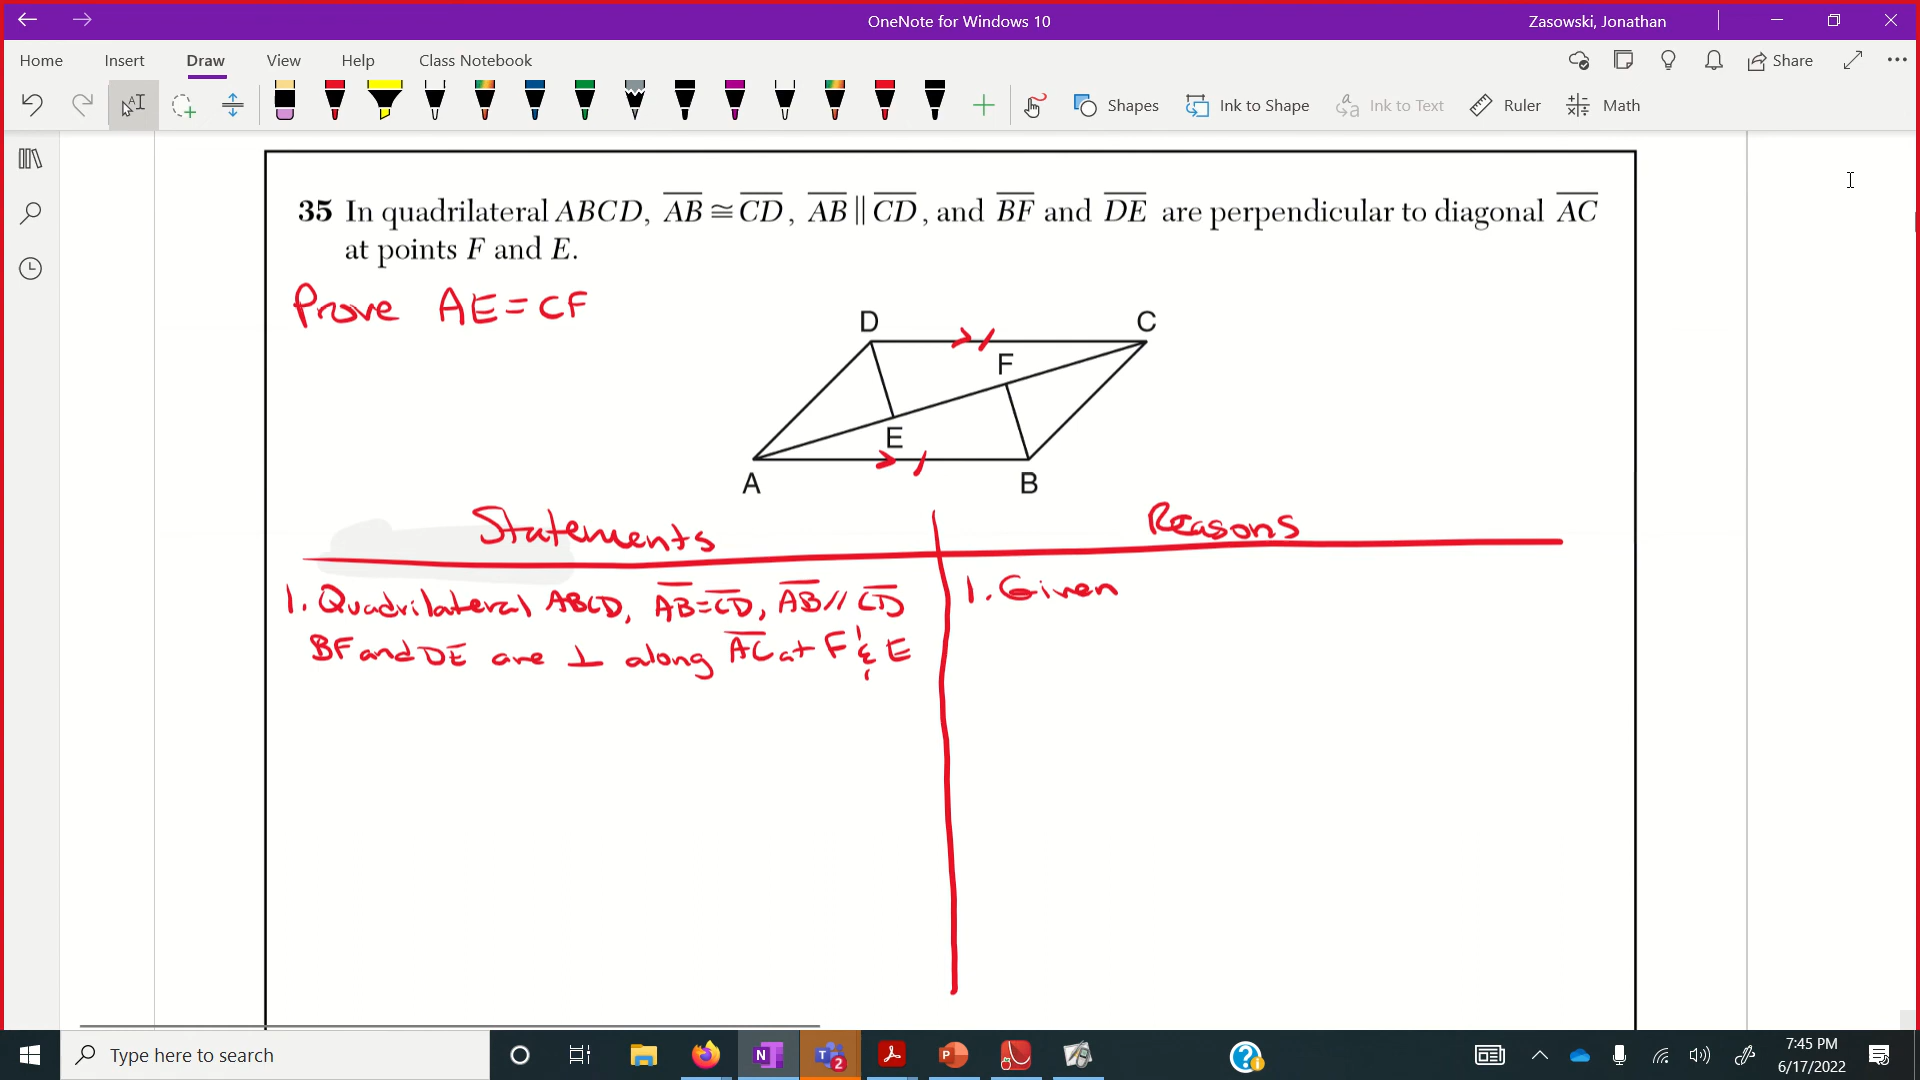 OneNote for Windows 10
Zasowski, Jonathan
Home Insert Draw View Help Class Notebook
Share
Shapes Ink to Shape Ink to Text Ruler Math
35 In quadrilateral ABCD, AB ≅ CD, AB || CD, and BF and DE are perpendicular to diagonal AC
at points F and E.
Prove AE = CF
D C
F
E
A B
Statements Reasons
1. Quadrilateral ABCD, AB = CD, AB // CD 1. Given
BF and DE are ⊥ along AC at F & E
Type here to search
2
7:45 PM
6/17/2022